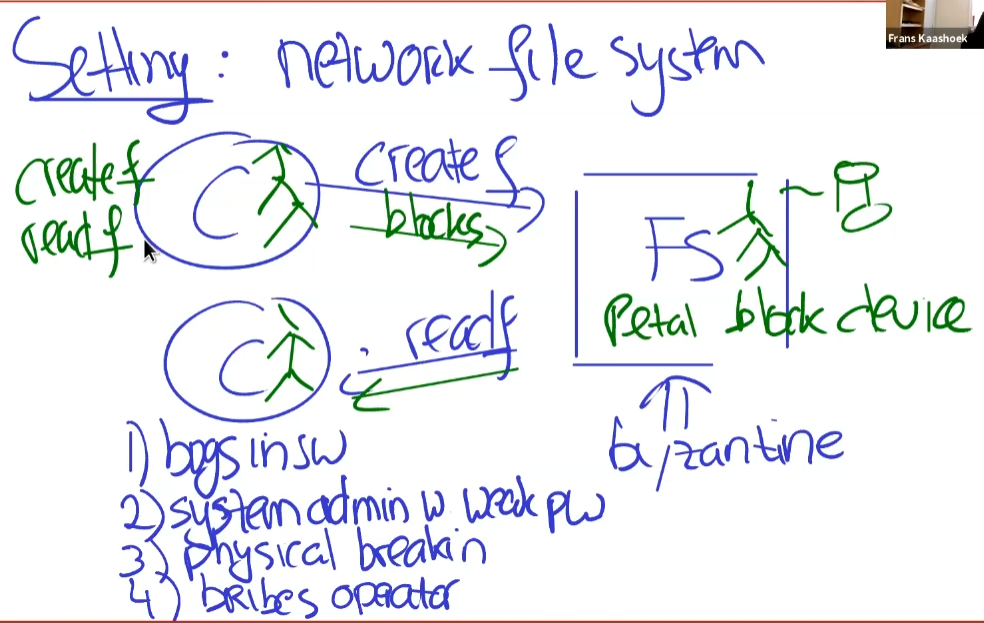 Setting: network file system
Frans Kaashoek
create f
read f
C
create f
blocks
FS
Petal block device
C
read f
byzantine
1) bugs in sw
2) system admin w. weak pw
3) physical breakin
4) bribes operator